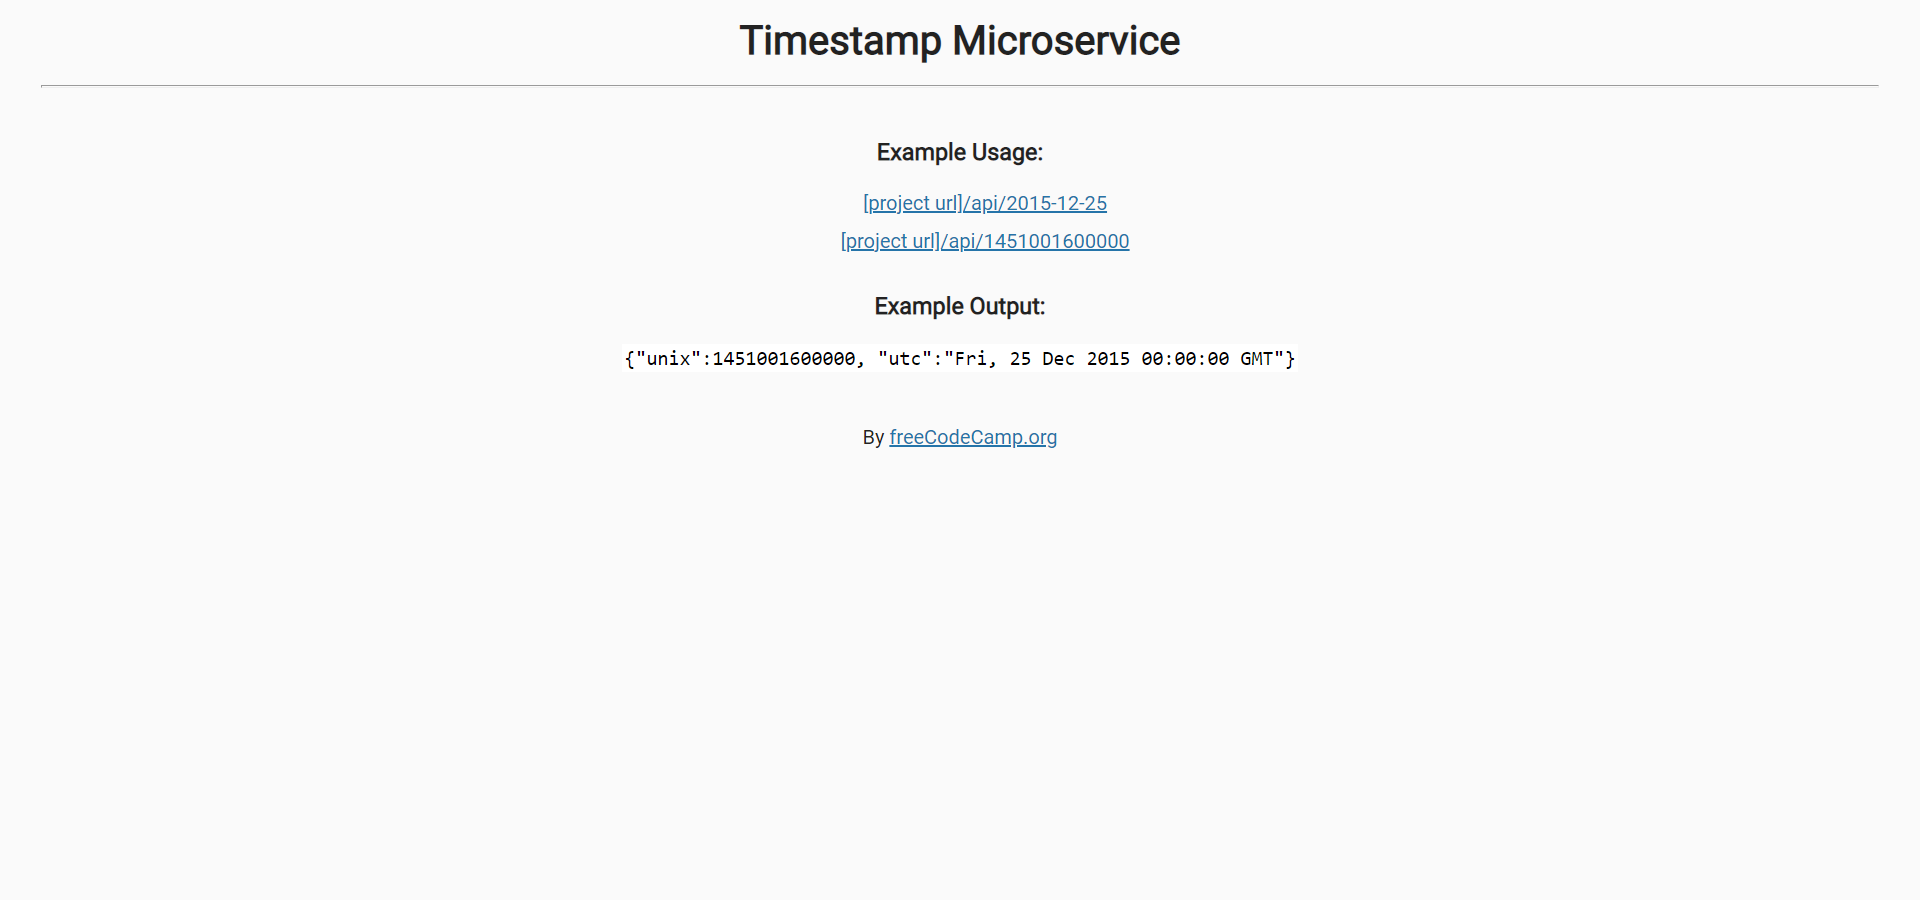 Timestamp Microservice
Example Usage:
[project url]/api/2015-12-25
[project url]/api/1451001600000
Example Output:
{"unix":1451001600000, "utc":"Fri, 25 Dec 2015 00:00:00 GMT"}
By freeCodeCamp.org